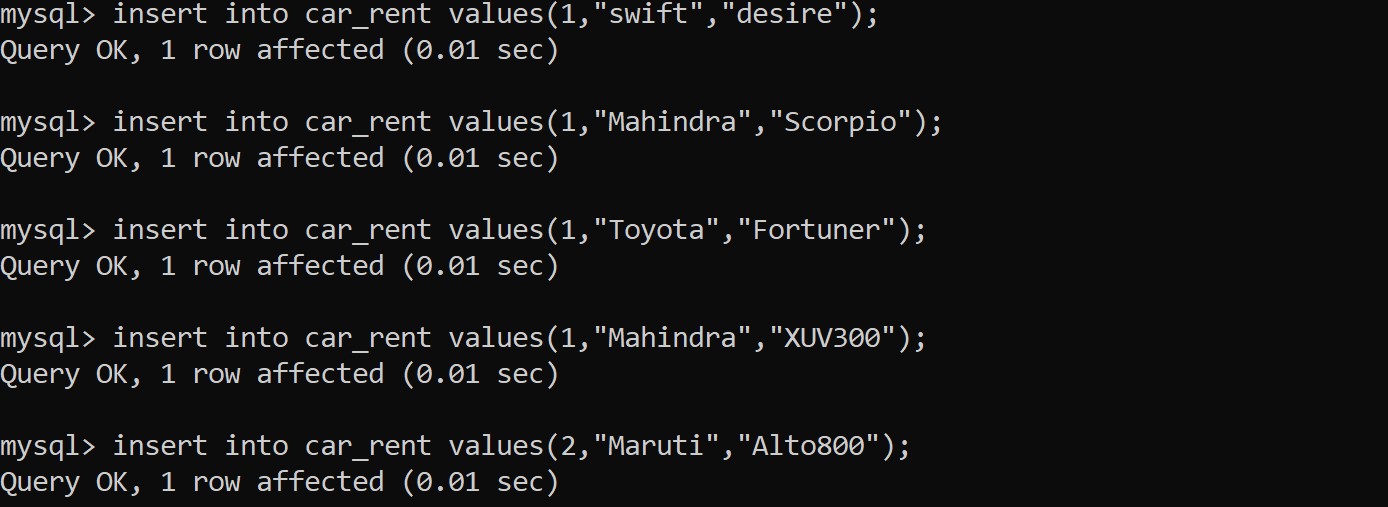 mysql> insert into car_rent values(1,"swift","desire");
Query OK, 1 row affected (0.01 sec)
mysql> insert into car_rent values(1,"Mahindra","Scorpio");
Query OK, 1 row affected (0.01 sec)
mysql> insert into car_rent values(1,"Toyota","Fortuner");
Query OK, 1 row affected (0.01 sec)
mysql> insert into car_rent values(1,"Mahindra","XUV300");
Query OK, 1 row affected (0.01 sec)
mysql> insert into car_rent values(2,"Maruti","Alto800");
Query OK, 1 row affected (0.01 sec)